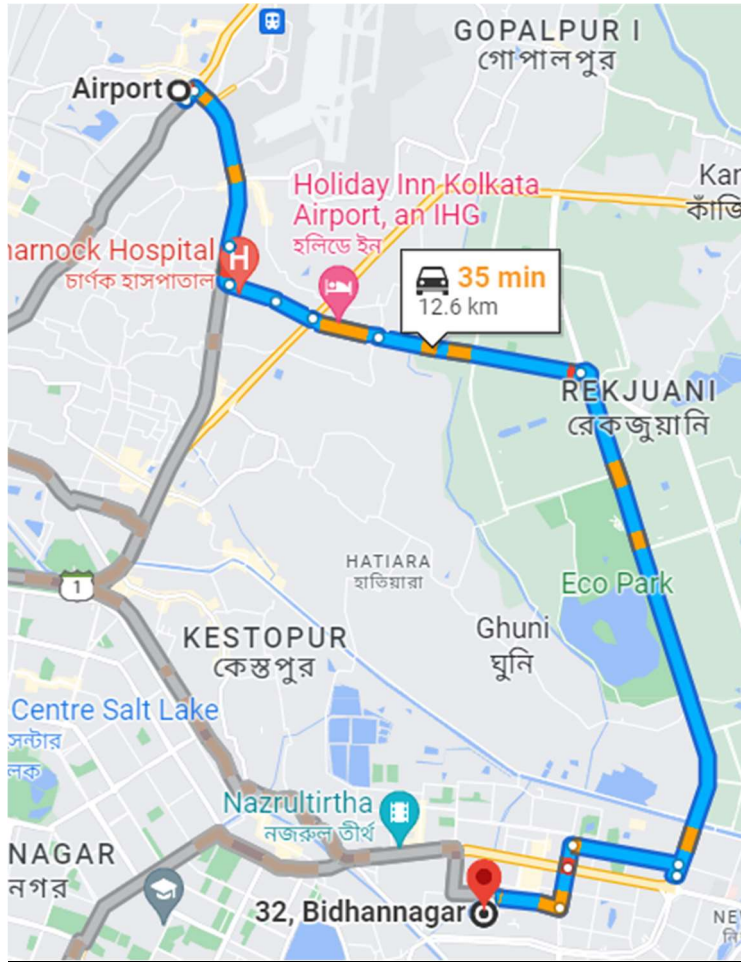 GOPALPUR I
গোপালপুর
Airport
Holiday Inn Kolkata
Airport, an IHG
হলিডে ইন
Kar
কাঁজি
harnock Hospital
চার্ণক হাসপাতাল
H
35 min
12.6 km
REKJUANI
রেকজুয়ানি
HATIARA
হাতিয়ারা
Eco Park
1
Ghuni
ঘুনি
KESTOPUR
কেস্তপুর
Centre Salt Lake
সেন্টার
লক
Nazrultirtha
নজরুল তীর্থ
NAGAR
নগর
32, Bidhannagar
NE
নি